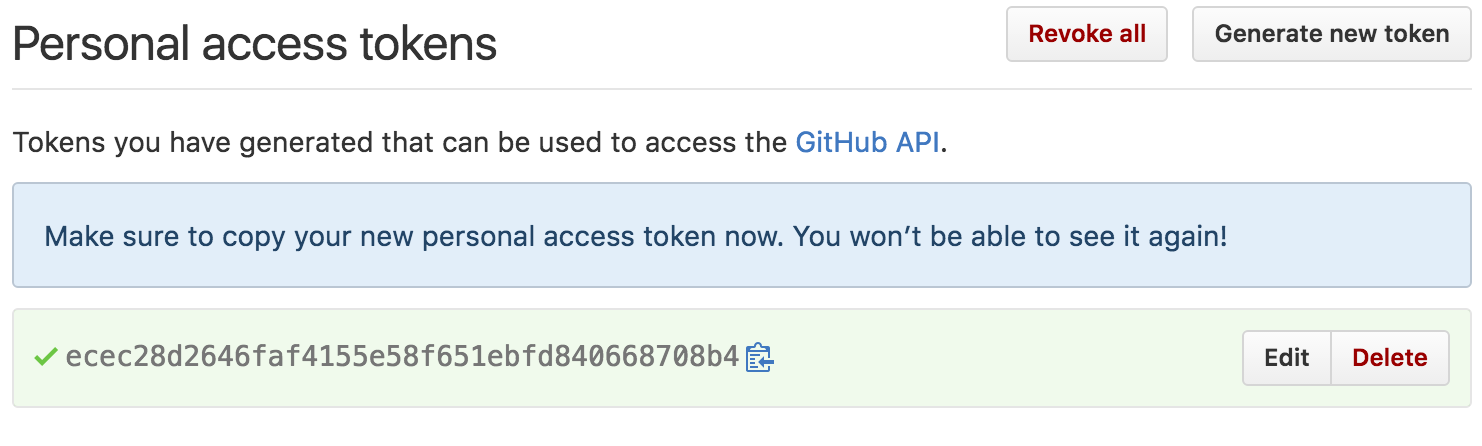 Personal access tokens
Revoke all
Generate new token
Tokens you have generated that can be used to access the GitHub API.
Make sure to copy your new personal access token now. You won’t be able to see it again!
ecec28d2646faf4155e58f651ebfd840668708b4
Edit
Delete